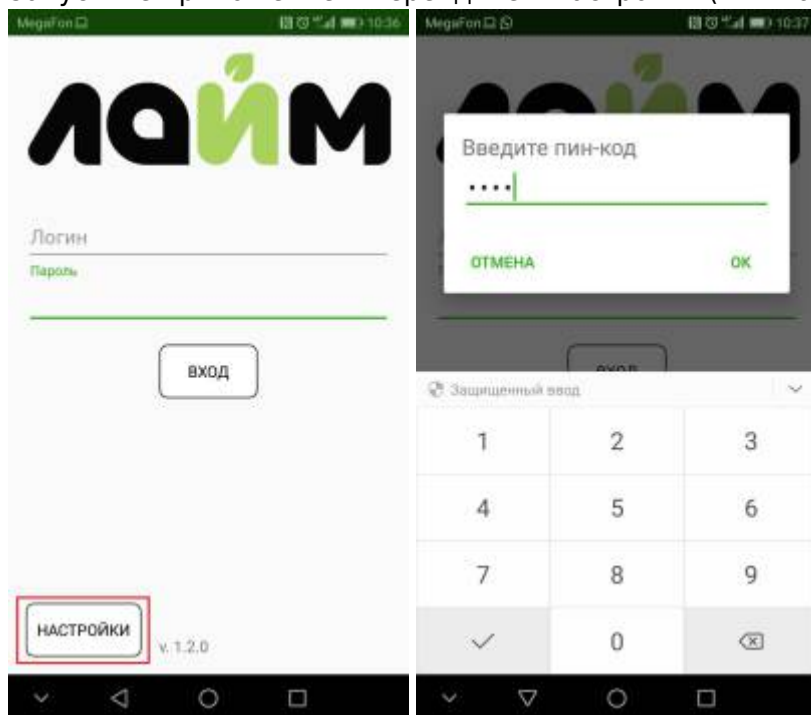 MegaFon 10:36
лайм
Логин
Пароль
ВХОД
НАСТРОЙКИ
v. 1.2.0
MegaFon 10:37
Введите пин-код
••••
ОТМЕНА
ОК
Защищенный ввод
1 2 3
4 5 6
7 8 9
0